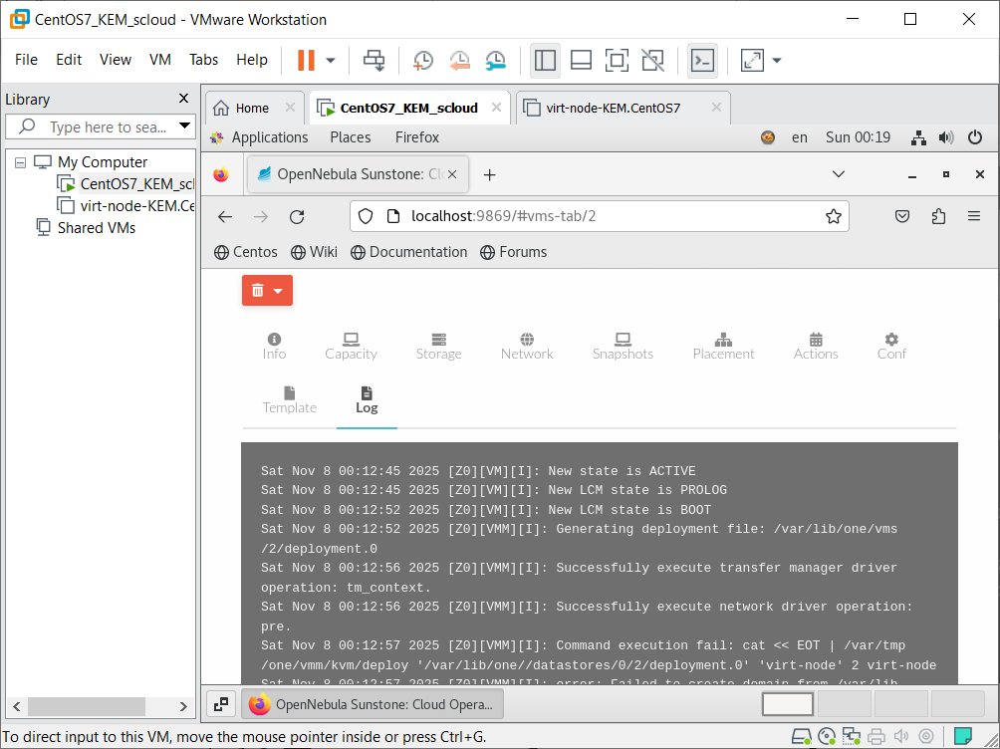 CentOS7_KEM_scloud - VMware Workstation
File Edit View VM Tabs Help
Library
Type here to sea...
My Computer
CentOS7_KEM_scl
virt-node-KEM.Ce
Shared VMs
Home CentOS7_KEM_scloud virt-node-KEM.CentOS7
Applications Places Firefox en Sun 00:19
OpenNebula Sunstone: Cl
localhost:9869/#vms-tab/2
Centos Wiki Documentation Forums
Info Capacity Storage Network Snapshots Placement Actions Conf
Template Log
Sat Nov 8 00:12:45 2025 [Z0][VM][I]: New state is ACTIVE
Sat Nov 8 00:12:45 2025 [Z0][VM][I]: New LCM state is PROLOG
Sat Nov 8 00:12:52 2025 [Z0][VM][I]: New LCM state is BOOT
Sat Nov 8 00:12:52 2025 [Z0][VMM][I]: Generating deployment file: /var/lib/one/vms
/2/deployment.0
Sat Nov 8 00:12:56 2025 [Z0][VMM][I]: Successfully execute transfer manager driver
operation: tm_context.
Sat Nov 8 00:12:56 2025 [Z0][VMM][I]: Successfully execute network driver operation:
pre.
Sat Nov 8 00:12:57 2025 [Z0][VMM][I]: Command execution fail: cat << EOT | /var/tmp
/one/vmm/kvm/deploy '/var/lib/one//datastores/0/2/deployment.0' 'virt-node' 2 virt-node
Sat Nov 8 00:12:57 2025 [Z0][VMM][I]: error: Failed to create domain from /var/lib
OpenNebula Sunstone: Cloud Opera...
To direct input to this VM, move the mouse pointer inside or press Ctrl+G.